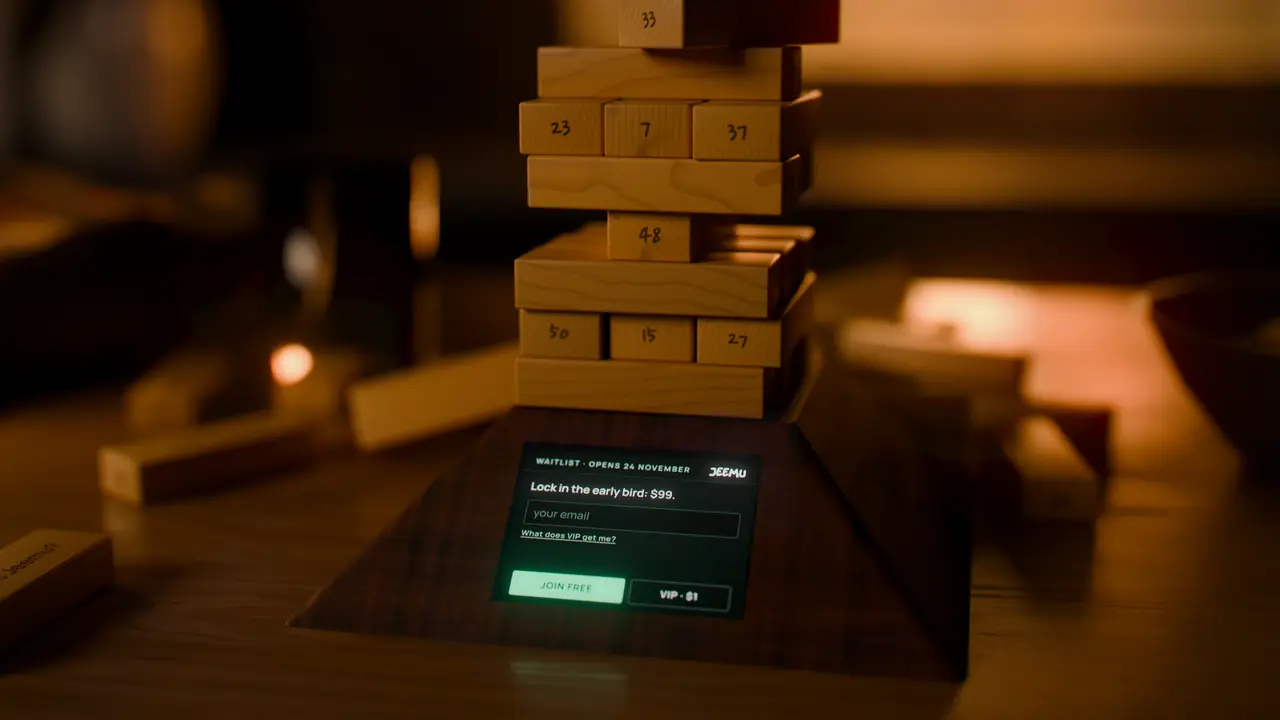 33
23 7 37
48
50 15 27
WAITLIST · OPENS 24 NOVEMBER JEEMU
Lock in the early bird: $99.
your email
What does VIP get me?
JOIN FREE VIP · $1
Jeemu?